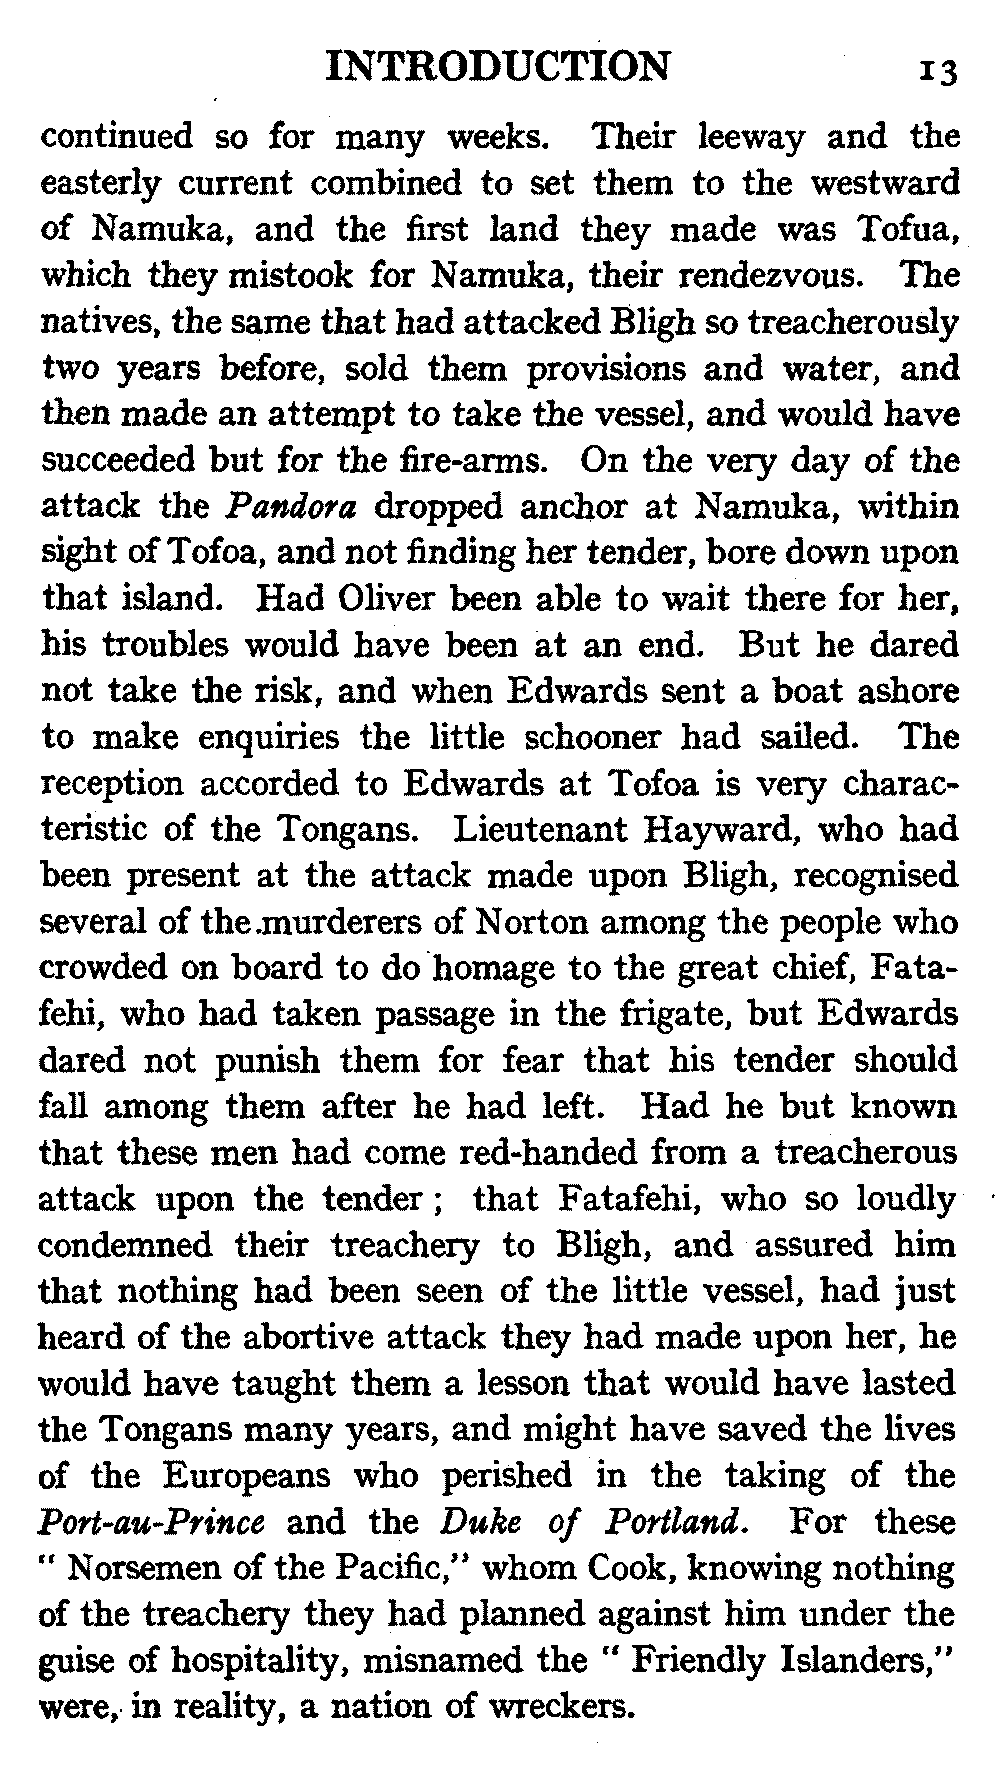 INTRODUCTION 13
continued so for many weeks. Their leeway and the
easterly current combined to set them to the westward
of Namuka, and the first land they made was Tofua,
which they mistook for Namuka, their rendezvous. The
natives, the same that had attacked Bligh so treacherously
two years before, sold them provisions and water, and
then made an attempt to take the vessel, and would have
succeeded but for the fire-arms. On the very day of the
attack the Pandora dropped anchor at Namuka, within
sight of Tofoa, and not finding her tender, bore down upon
that island. Had Oliver been able to wait there for her,
his troubles would have been at an end. But he dared
not take the risk, and when Edwards sent a boat ashore
to make enquiries the little schooner had sailed. The
reception accorded to Edwards at Tofoa is very charac-
teristic of the Tongans. Lieutenant Hayward, who had
been present at the attack made upon Bligh, recognised
several of the murderers of Norton among the people who
crowded on board to do homage to the great chief, Fata-
fehi, who had taken passage in the frigate, but Edwards
dared not punish them for fear that his tender should
fall among them after he had left. Had he but known
that these men had come red-handed from a treacherous
attack upon the tender ; that Fatafehi, who so loudly
condemned their treachery to Bligh, and assured him
that nothing had been seen of the little vessel, had just
heard of the abortive attack they had made upon her, he
would have taught them a lesson that would have lasted
the Tongans many years, and might have saved the lives
of the Europeans who perished in the taking of the
Port-au-Prince and the Duke of Portland. For these
" Norsemen of the Pacific," whom Cook, knowing nothing
of the treachery they had planned against him under the
guise of hospitality, misnamed the " Friendly Islanders,"
were, in reality, a nation of wreckers.